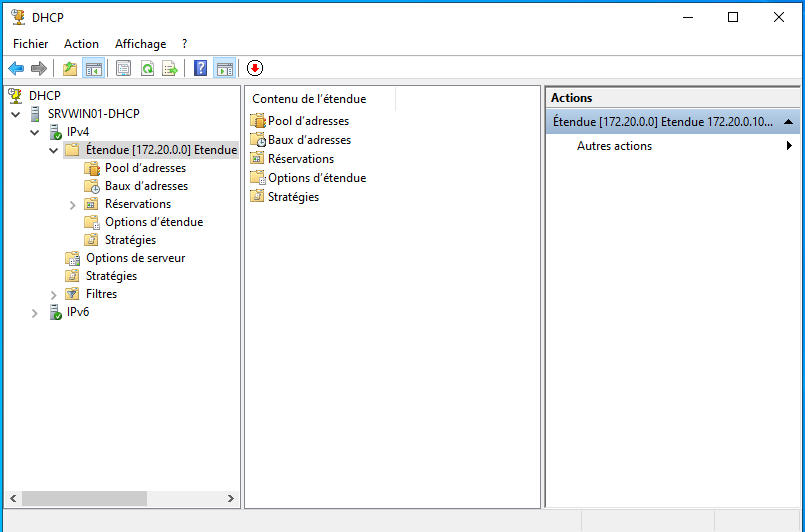 DHCP
Fichier Action Affichage ?
DHCP
SRVWIN01-DHCP
IPv4
Étendue [172.20.0.0] Etendue
Pool d'adresses
Baux d'adresses
Réservations
Options d'étendue
Stratégies
Options de serveur
Stratégies
Filtres
IPv6
Contenu de l'étendue
Pool d'adresses
Baux d'adresses
Réservations
Options d'étendue
Stratégies
Actions
Étendue [172.20.0.0] Etendue 172.20.0.10...
Autres actions